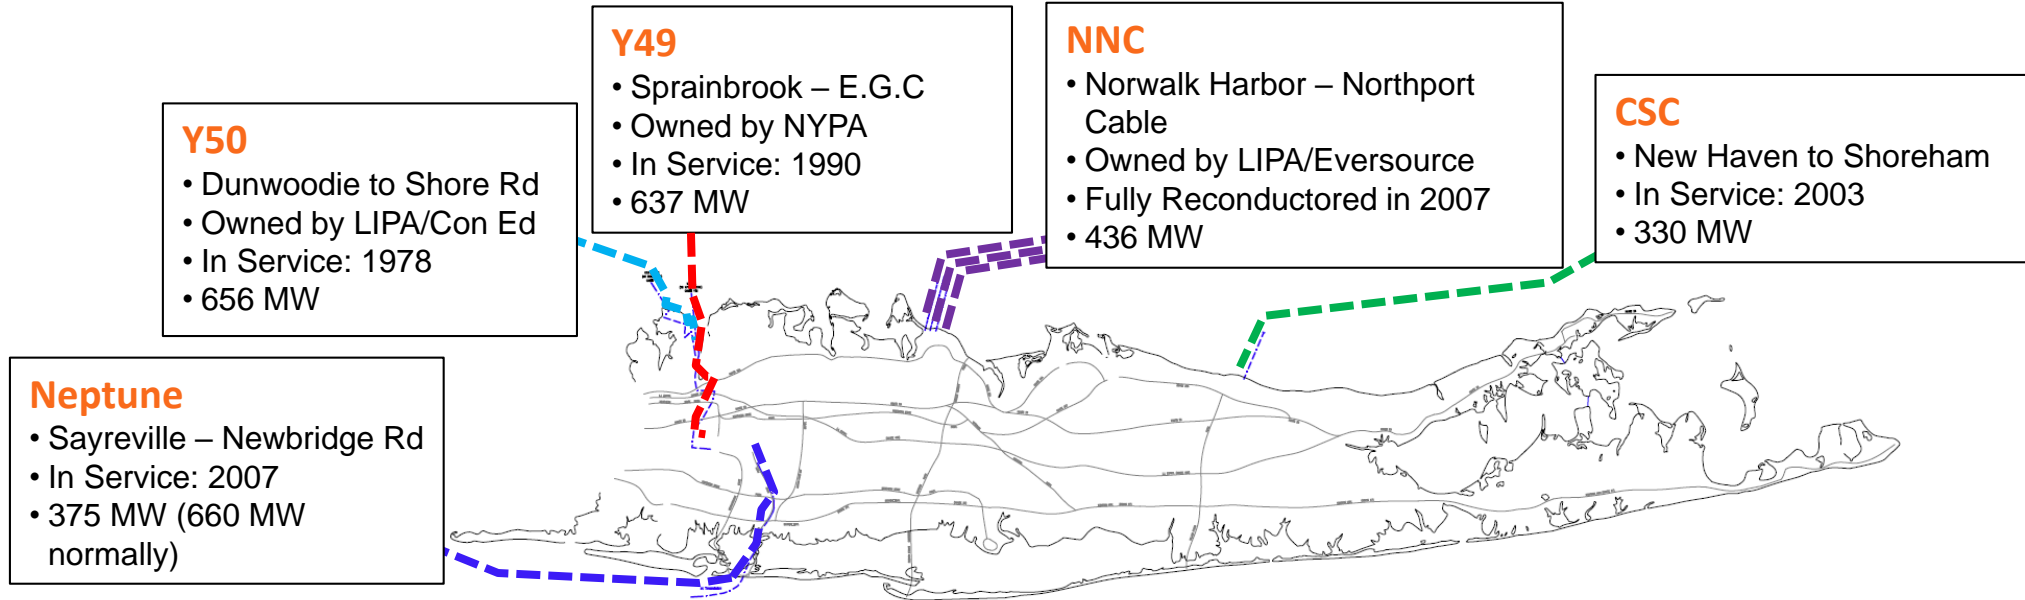 Y49
• Sprainbrook – E.G.C
• Owned by NYPA
• In Service: 1990
• 637 MW
NNC
• Norwalk Harbor – Northport
Cable
• Owned by LIPA/Eversource
• Fully Reconductored in 2007
• 436 MW
CSC
• New Haven to Shoreham
• In Service: 2003
• 330 MW
Y50
• Dunwoodie to Shore Rd
• Owned by LIPA/Con Ed
• In Service: 1978
• 656 MW
Neptune
• Sayreville – Newbridge Rd
• In Service: 2007
• 375 MW (660 MW
normally)